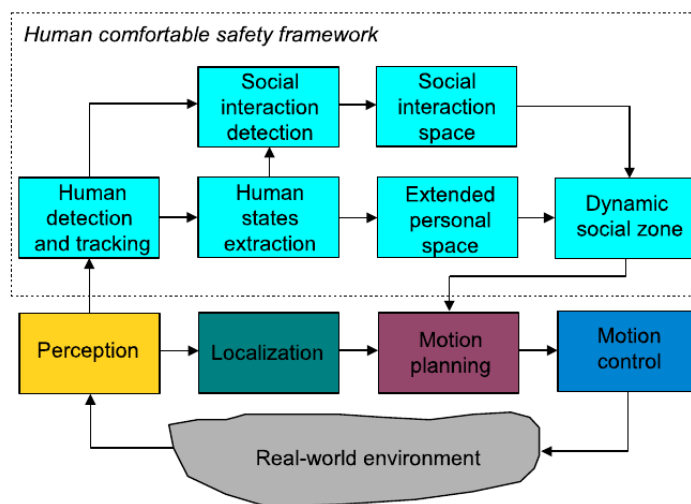 Human comfortable safety framework
Social
interaction
detection
Social
interaction
space
Human
detection
and tracking
Human
states
extraction
Extended
personal
space
Dynamic
social zone
Perception
Localization
Motion
planning
Motion
control
Real-world environment